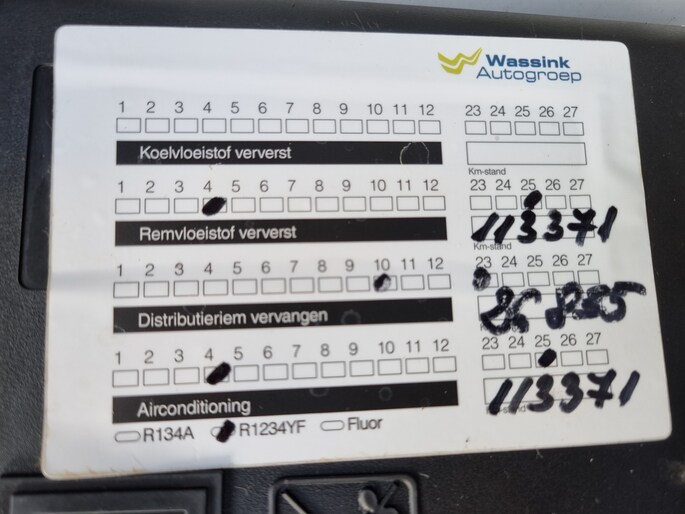 Wassink
Autogroep
1 2 3 4 5 6 7 8 9 10 11 12 23 24 25 26 27
Koelvloeistof ververst
Km-stand
1 2 3 4 5 6 7 8 9 10 11 12 23 24 25 26 27
Remvloeistof ververst 113371
Km-stand
1 2 3 4 5 6 7 8 9 10 11 12 23 24 25 26 27
Distributieriem vervangen
1 2 3 4 5 6 7 8 9 10 11 12 23 24 25 26 27
Airconditioning 113371
R134A R1234YF Fluor